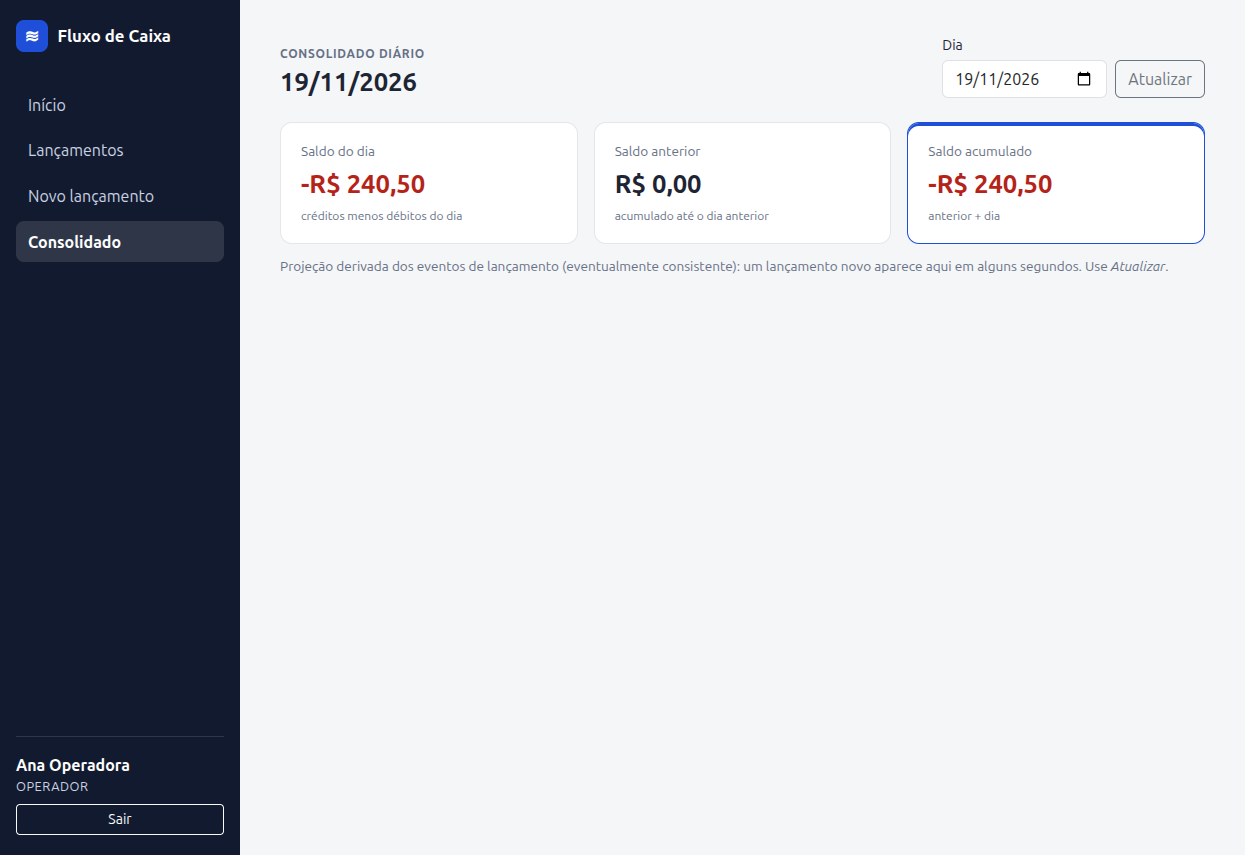 Fluxo de Caixa
Início
Lançamentos
Novo lançamento
Consolidado
Ana Operadora
OPERADOR
Sair
CONSOLIDADO DIÁRIO
19/11/2026
Dia
19/11/2026
Atualizar
Saldo do dia
-R$ 240,50
créditos menos débitos do dia
Saldo anterior
R$ 0,00
acumulado até o dia anterior
Saldo acumulado
-R$ 240,50
anterior + dia
Projeção derivada dos eventos de lançamento (eventualmente consistente): um lançamento novo aparece aqui em alguns segundos. Use Atualizar.